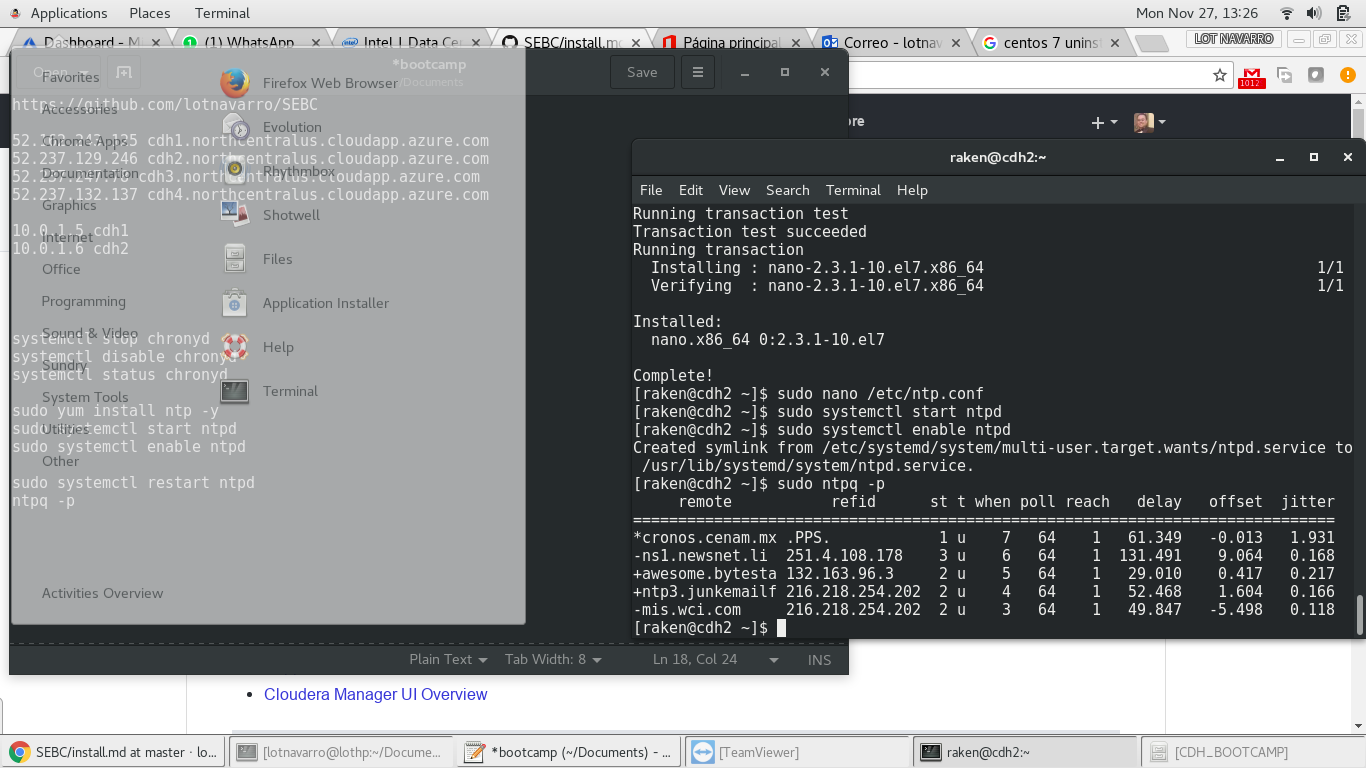 Applications Places Terminal Mon Nov 27, 13:26
Dashboard - M
(1) WhatsApp
Intel | Data Ce
SEBC/install.m
Página principal
Correo - lotnav
centos 7 unins
LOT NAVARRO
Open
*bootcamp
~/Documents
Save
1012
ore
Favorites
Accessories
Chrome Apps
Documentation
Graphics
Internet
Office
Programming
Sound & Video
Sundry
System Tools
Utilities
Other
Activities Overview
Firefox Web Browser
Evolution
Rhythmbox
Shotwell
Files
Application Installer
Help
Terminal
https://github.com/lotnavarro/SEBC
52.162.247.125 cdh1.northcentralus.cloudapp.azure.com
52.237.129.246 cdh2.northcentralus.cloudapp.azure.com
cdh3.northcentralus.cloudapp.azure.com
52.237.132.137 cdh4.northcentralus.cloudapp.azure.com
10.0.1.5 cdh1
10.0.1.6 cdh2
systemctl stop chronyd
systemctl disable chronyd
systemctl status chronyd
sudo yum install ntp -y
sudo systemctl start ntpd
sudo systemctl enable ntpd
sudo systemctl restart ntpd
ntpq -p
Plain Text Tab Width: 8 Ln 18, Col 24 INS
raken@cdh2:~
File Edit View Search Terminal Help
Running transaction test
Transaction test succeeded
Running transaction
Installing : nano-2.3.1-10.el7.x86_64 1/1
Verifying : nano-2.3.1-10.el7.x86_64 1/1
Installed:
nano.x86_64 0:2.3.1-10.el7
Complete!
[raken@cdh2 ~]$ sudo nano /etc/ntp.conf
[raken@cdh2 ~]$ sudo systemctl start ntpd
[raken@cdh2 ~]$ sudo systemctl enable ntpd
Created symlink from /etc/systemd/system/multi-user.target.wants/ntpd.service to
/usr/lib/systemd/system/ntpd.service.
[raken@cdh2 ~]$ sudo ntpq -p
remote refid st t when poll reach delay offset jitter
==============================================================================
*cronos.cenam.mx .PPS. 1 u 7 64 1 61.349 -0.013 1.931
-ns1.newsnet.li 251.4.108.178 3 u 6 64 1 131.491 9.064 0.168
+awesome.bytesta 132.163.96.3 2 u 5 64 1 29.010 0.417 0.217
+ntp3.junkemailf 216.218.254.202 2 u 4 64 1 52.468 1.604 0.166
-mis.wci.com 216.218.254.202 2 u 3 64 1 49.847 -5.498 0.118
[raken@cdh2 ~]$
Cloudera Manager UI Overview
SEBC/install.md at master · lo...
[lotnavarro@lothp:~/Docume...
*bootcamp (~/Documents) - ...
[TeamViewer]
raken@cdh2:~
[CDH_BOOTCAMP]